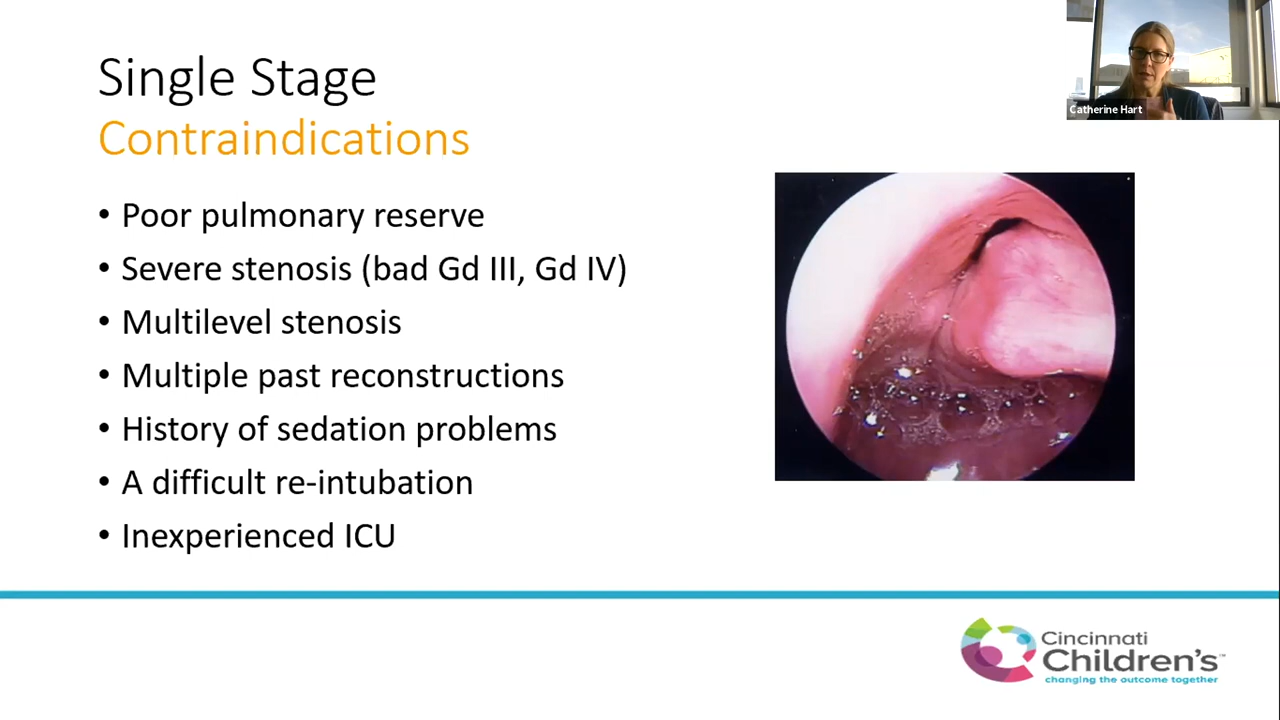 Single Stage
Contraindications
• Poor pulmonary reserve
• Severe stenosis (bad Gd III, Gd IV)
• Multilevel stenosis
• Multiple past reconstructions
• History of sedation problems
• A difficult re-intubation
• Inexperienced ICU
Catherine Hart
Cincinnati
Children's™
changing the outcome together